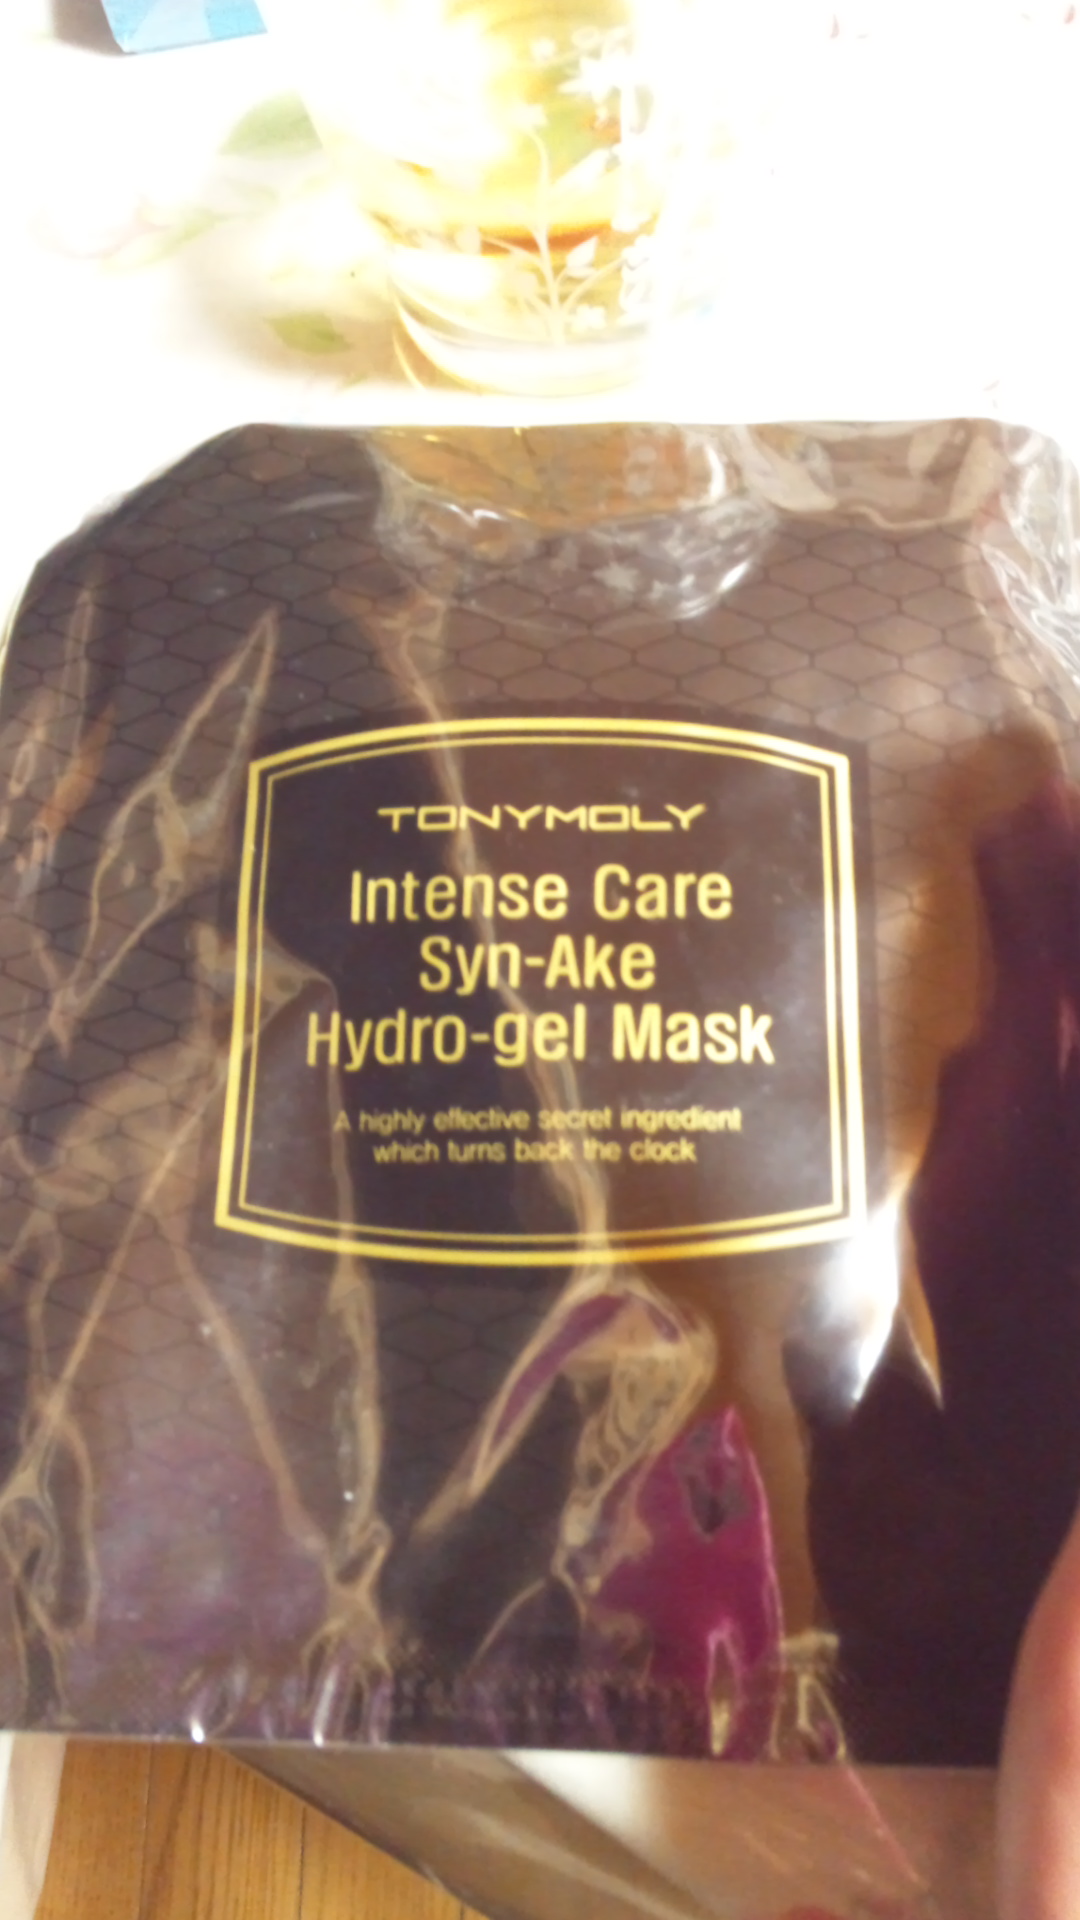 TONYMOLY
Intense Care
Syn-Ake
Hydro-gel Mask
A highly effective secret ingredient
which turns back the clock